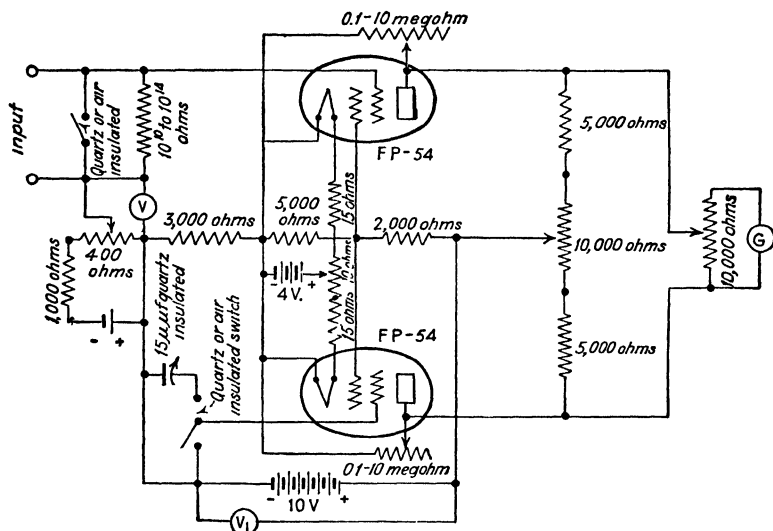 0.1-10 megohm
Input
Quartz or air
insulated
10¹⁰ to 10¹⁴
ohms
FP-54
5,000 ohms
V
3,000 ohms
5,000
ohms
15 ohms
2,000 ohms
10,000 ohms
10,000 ohms
G
400
ohms
1,000 ohms
- +
15μμf quartz
insulated
Quartz or air
insulated switch
- +
4V.
ohms
15 ohms
FP-54
5,000 ohms
0.1-10 megohm
- +
10 V
V₁